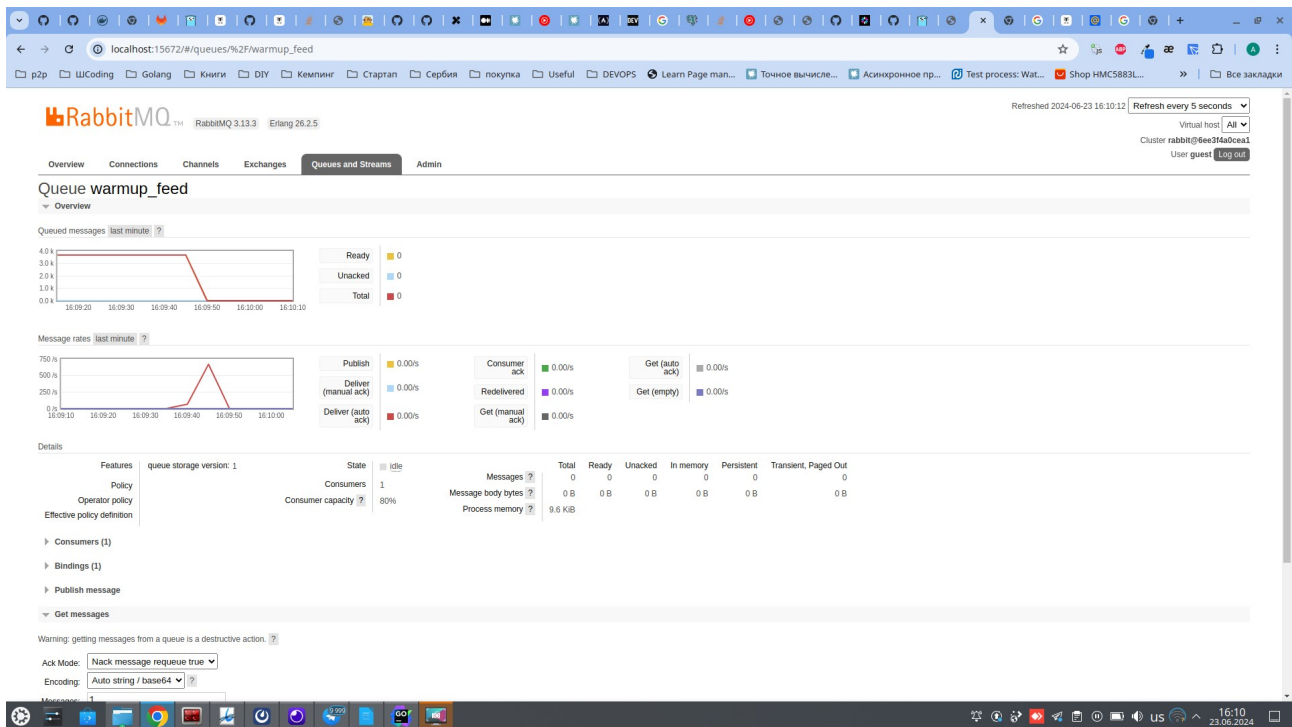 localhost:15672/#/queues/%2F/warmup_feed
p2p ШCoding Golang Книги DIY Кемпинг Стартап Сербия покупка Useful DEVOPS Learn Page man... Точное вычисле... Асинхронное пр... Test process: Wat... Shop HMC5883L... » Все закладки
Refreshed 2024-06-23 16:10:12 Refresh every 5 seconds
RabbitMQ TM RabbitMQ 3.13.3 Erlang 26.2.5
Virtual host All
Cluster rabbit@6ee3f4a0cea1
User guest Log out
Overview Connections Channels Exchanges Queues and Streams Admin
Queue warmup_feed
Overview
Queued messages last minute ?
4.0 k
3.0 k
2.0 k
1.0 k
0.0 k
16:09:20 16:09:30 16:09:40 16:09:50 16:10:00 16:10:10
Ready 0
Unacked 0
Total 0
Message rates last minute ?
750 /s
500 /s
250 /s
0 /s
16:09:10 16:09:20 16:09:30 16:09:40 16:09:50 16:10:00
Publish 0.00/s
Deliver (manual ack) 0.00/s
Deliver (auto ack) 0.00/s
Consumer ack 0.00/s
Redelivered 0.00/s
Get (manual ack) 0.00/s
Get (auto ack) 0.00/s
Get (empty) 0.00/s
Details
Features queue storage version: 1
Policy
Operator policy
Effective policy definition
State idle
Consumers 1
Consumer capacity ? 80%
Total Ready Unacked In memory Persistent Transient, Paged Out
Messages ? 0 0 0 0 0 0
Message body bytes ? 0 B 0 B 0 B 0 B 0 B 0 B
Process memory ? 9.6 KiB
Consumers (1)
Bindings (1)
Publish message
Get messages
Warning: getting messages from a queue is a destructive action. ?
Ack Mode: Nack message requeue true
Encoding: Auto string / base64 ?
Messages: 1
us 16:10
23.06.2024